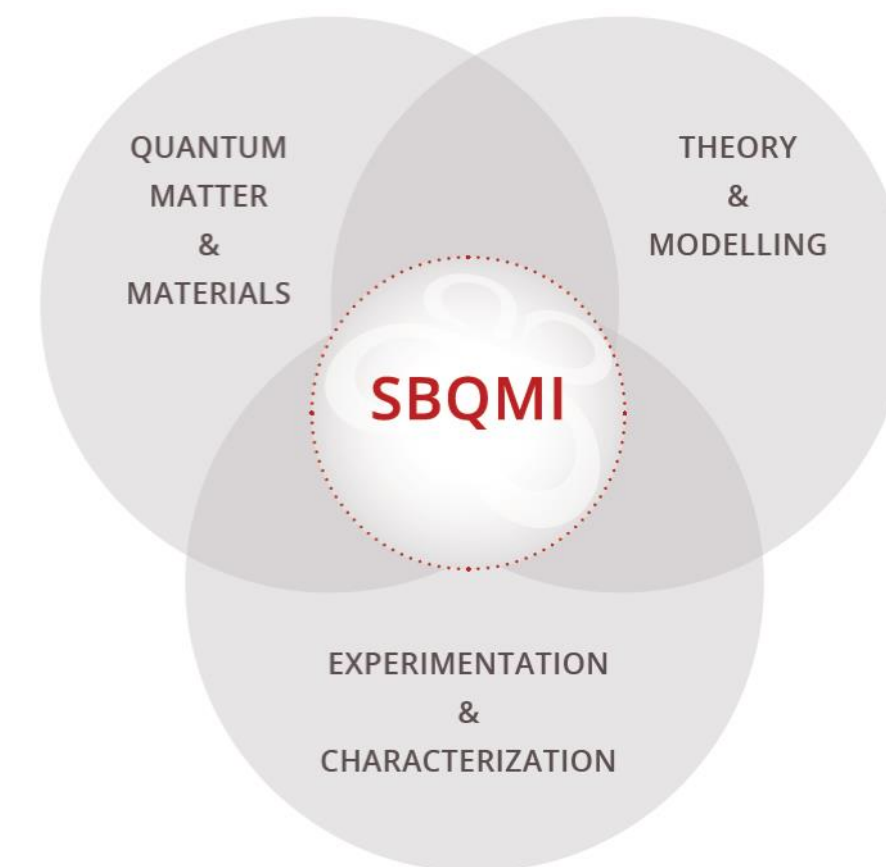 QUANTUM
MATTER
&
MATERIALS
THEORY
&
MODELLING
SBQMI
EXPERIMENTATION
&
CHARACTERIZATION